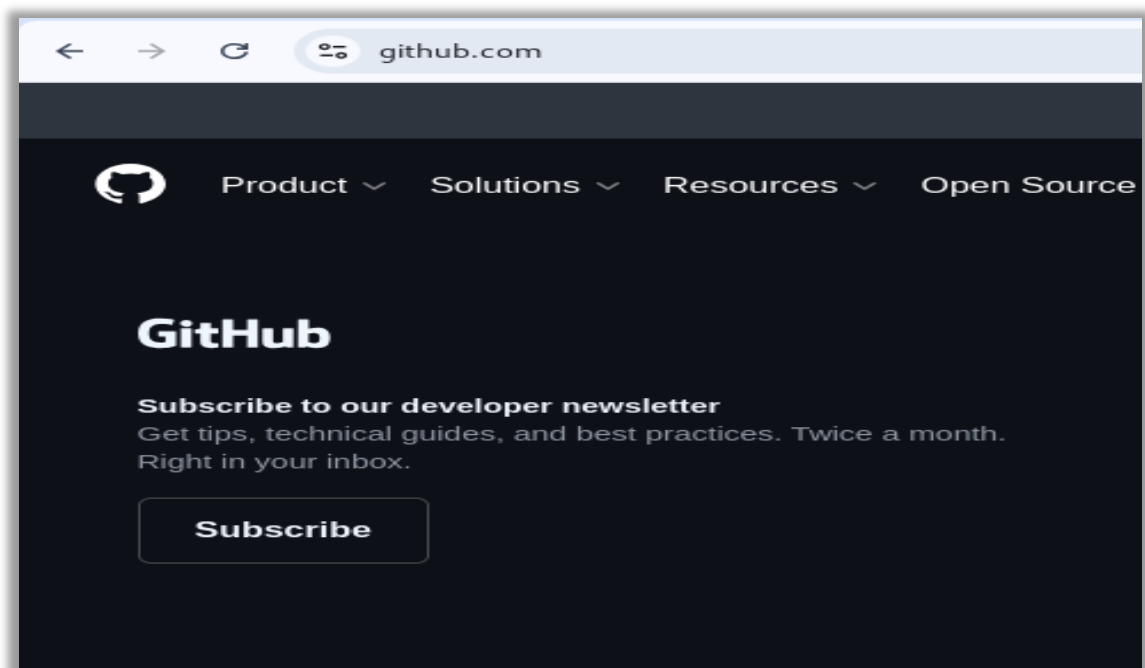 github.com
Product Solutions Resources Open Source
GitHub
Subscribe to our developer newsletter
Get tips, technical guides, and best practices. Twice a month.
Right in your inbox.
Subscribe